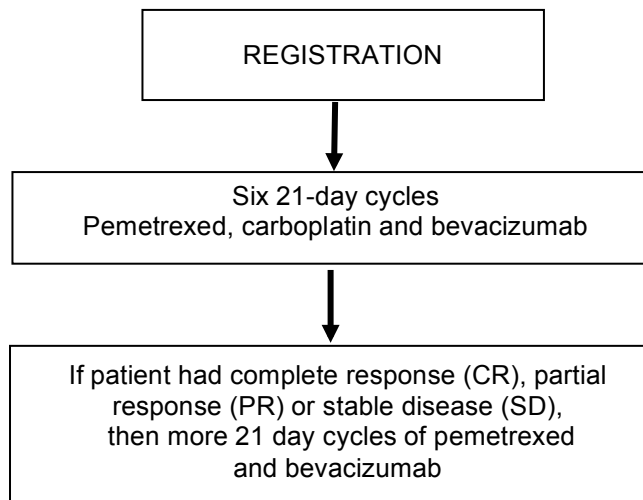 REGISTRATION
Six 21-day cycles
Pemetrexed, carboplatin and bevacizumab
If patient had complete response (CR), partial
response (PR) or stable disease (SD),
then more 21 day cycles of pemetrexed
and bevacizumab